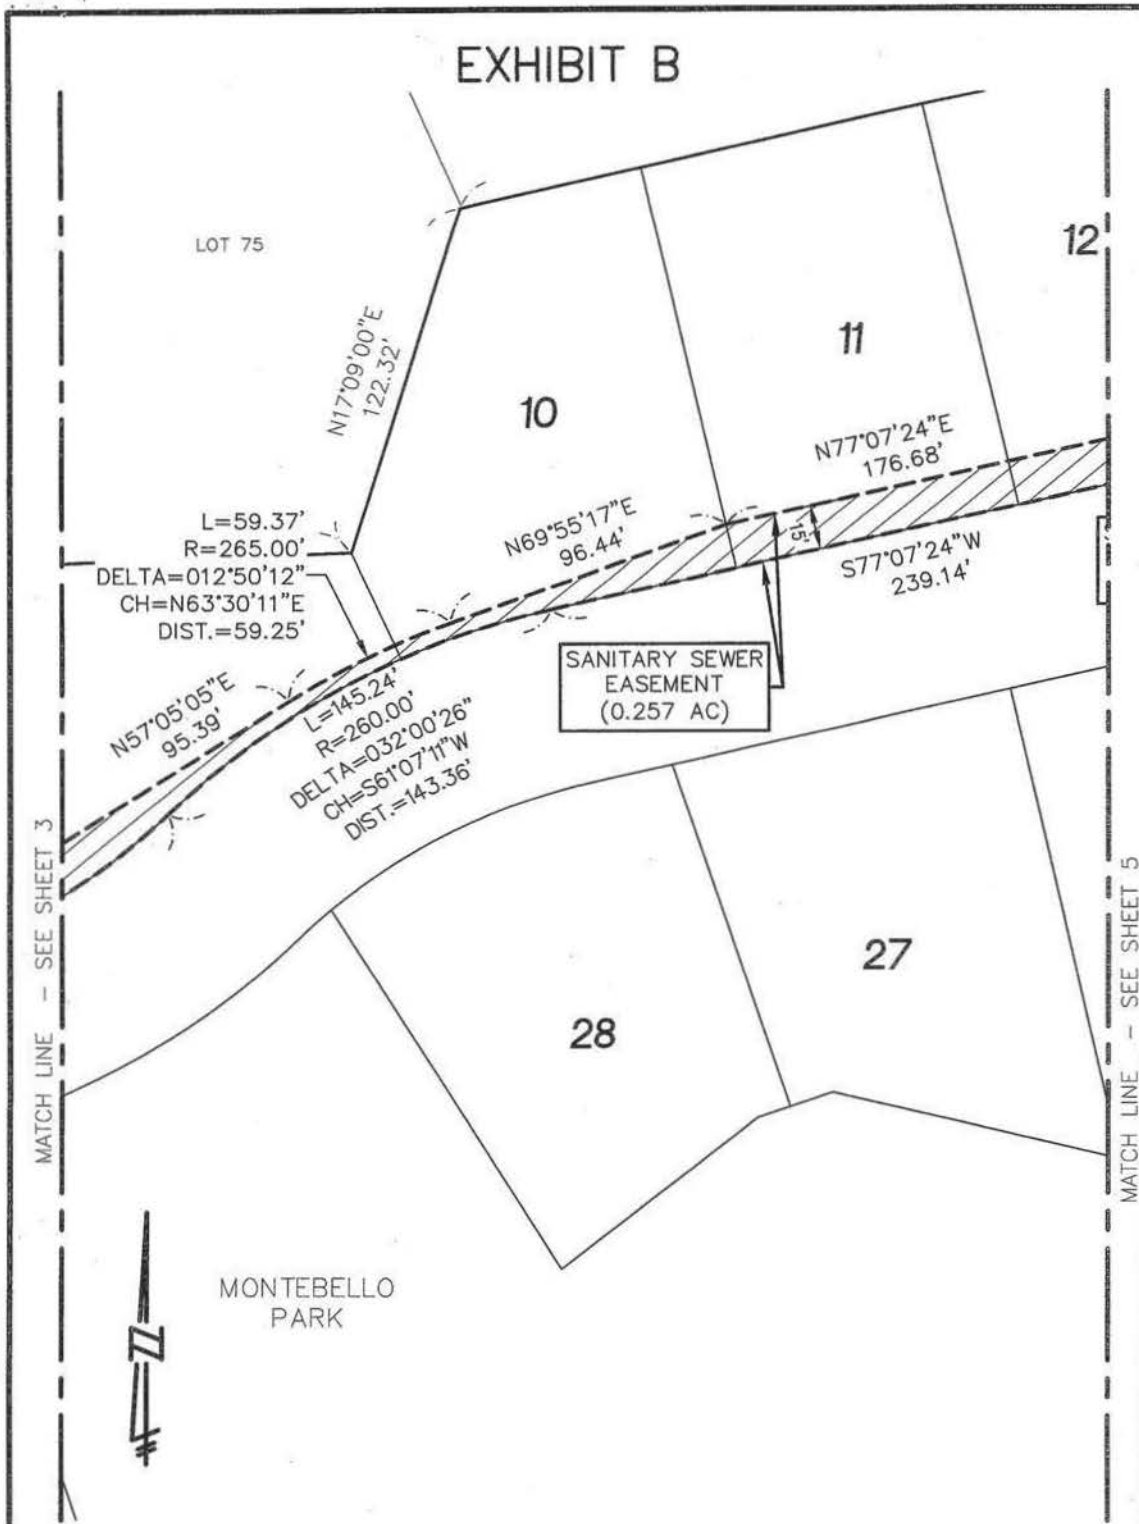 EXHIBIT B
LOT 75
12
11
10
N17°09'00"E
122.32'
N77°07'24"E
176.68'
L=59.37'
R=265.00'
DELTA=012°50'12"
CH=N63°30'11"E
DIST.=59.25'
N69°55'17"E
96.44'
15'
S77°07'24"W
239.14'
SANITARY SEWER
EASEMENT
(0.257 AC)
N57°05'05"E
95.39'
L=145.24'
R=260.00'
DELTA=032°00'26"
CH=S61°07'11"W
DIST.=143.36'
MATCH LINE - SEE SHEET 3
MATCH LINE - SEE SHEET 5
27
28
MONTEBELLO
PARK
N